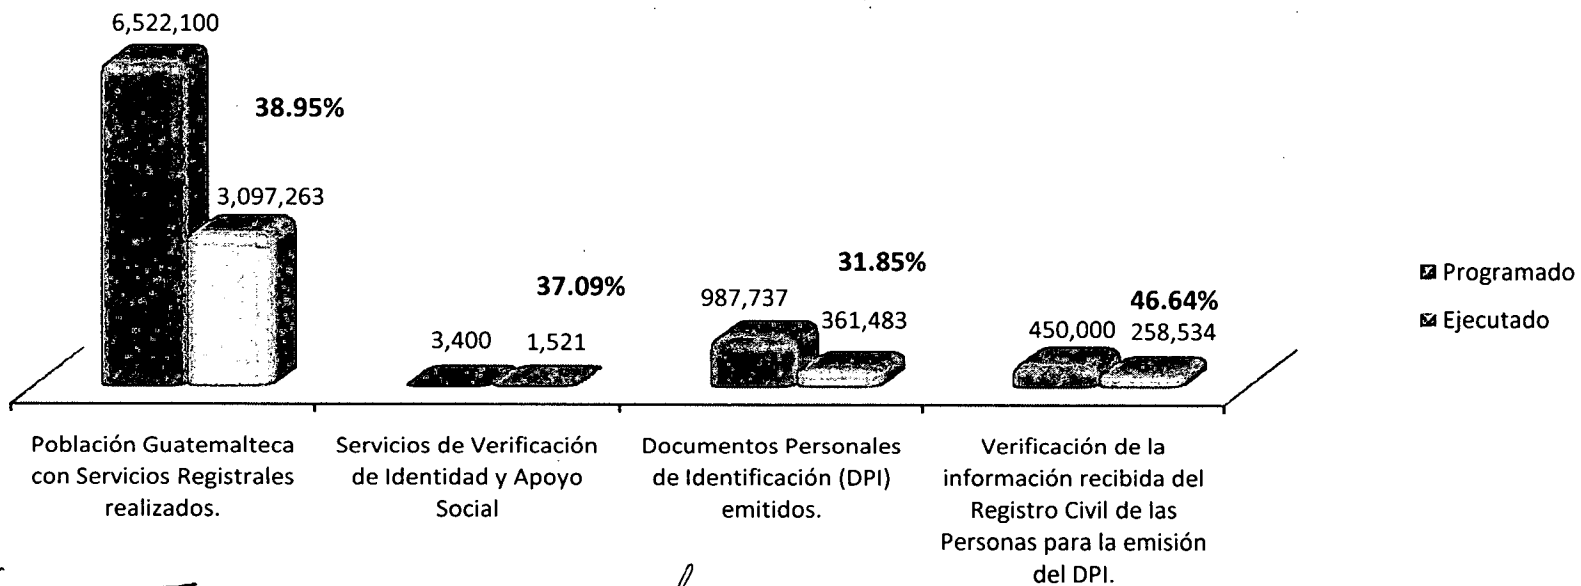 6,522,100
38.95%
3,097,263
37.09%
3,400
1,521
31.85%
987,737
361,483
46.64%
450,000
258,534
Programado
Ejecutado
Población Guatemalteca
con Servicios Registrales
realizados.
Servicios de Verificación
de Identidad y Apoyo
Social
Documentos Personales
de Identificación (DPI)
emitidos.
Verificación de la
información recibida del
Registro Civil de las
Personas para la emisión
del DPI.